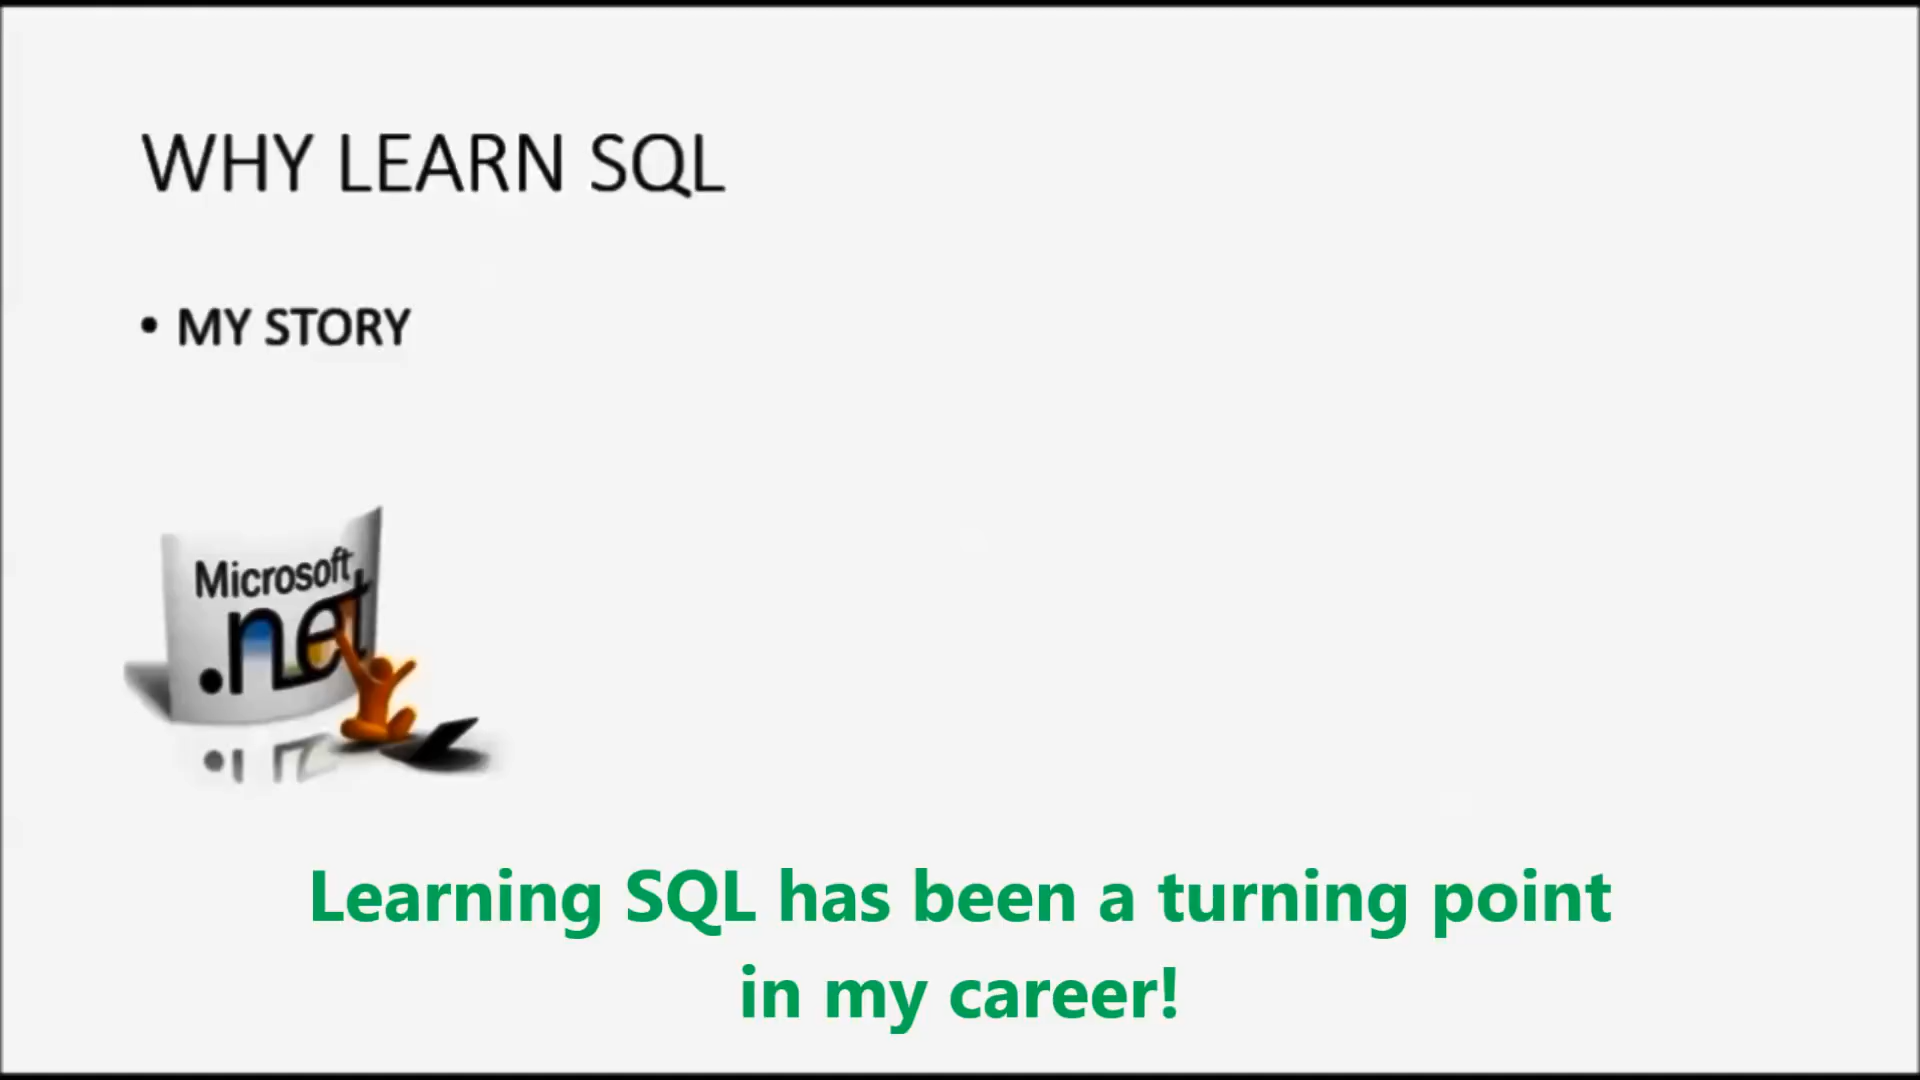 WHY LEARN SQL
• MY STORY
Microsoft
.net
Learning SQL has been a turning point
in my career!